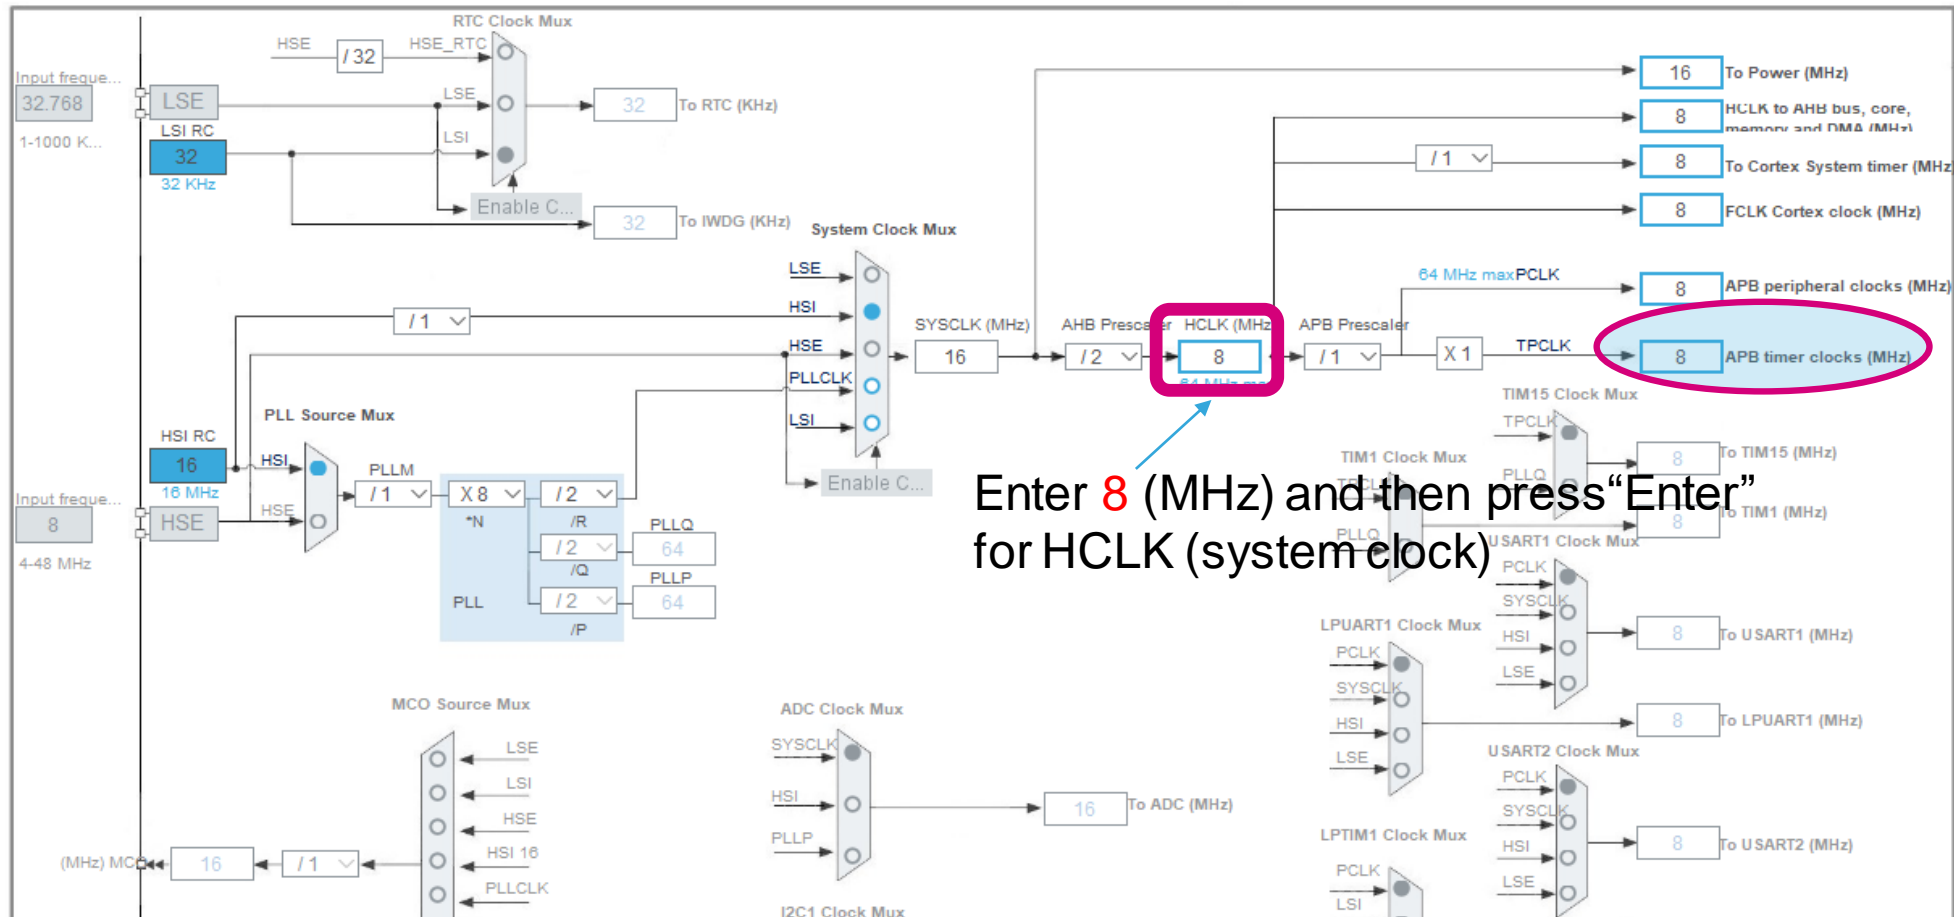 RTC Clock Mux
HSE
/ 32
HSE_RTC
Input freque...
32.768
1-1000 K...
LSE
LSE
LSI RC
32
32 KHz
LSI
32
To RTC (KHz)
Enable C...
32
To IWDG (KHz)
System Clock Mux
LSE
HSI
HSE
PLLCLK
LSI
/ 1
Enable C...
SYSCLK (MHz)
16
AHB Prescaler
/ 2
HCLK (MHz
8
APB Prescaler
/ 1
64 MHz max
PCLK
X 1
TPCLK
16
To Power (MHz)
8
HCLK to AHB bus, core,
memory and DMA (MHz)
/ 1
8
To Cortex System timer (MHz
8
FCLK Cortex clock (MHz)
8
APB peripheral clocks (MHz)
8
APB timer clocks (MHz)
Enter 8 (MHz) and then press“Enter”
for HCLK (system clock)
PLL Source Mux
HSI RC
16
16 MHz
HSI
Input freque...
8
4-48 MHz
HSE
HSE
PLLM
/ 1
X 8
*N
/ 2
/R
/ 2
/Q
PLLQ
64
/ 2
/P
PLLP
64
PLL
TIM15 Clock Mux
TPCLK
PLLQ
8
To TIM15 (MHz)
TIM1 Clock Mux
TPCLK
PLLQ
8
To TIM1 (MHz)
USART1 Clock Mux
PCLK
SYSCLK
HSI
LSE
8
To USART1 (MHz)
LPUART1 Clock Mux
PCLK
SYSCLK
HSI
LSE
8
To LPUART1 (MHz)
USART2 Clock Mux
PCLK
SYSCLK
HSI
LSE
8
To USART2 (MHz)
LPTIM1 Clock Mux
PCLK
LSI
MCO Source Mux
LSE
LSI
HSE
HSI 16
PLLCLK
(MHz) MCO
16
/ 1
ADC Clock Mux
SYSCLK
HSI
PLLP
16
To ADC (MHz)
I2C1 Clock Mux